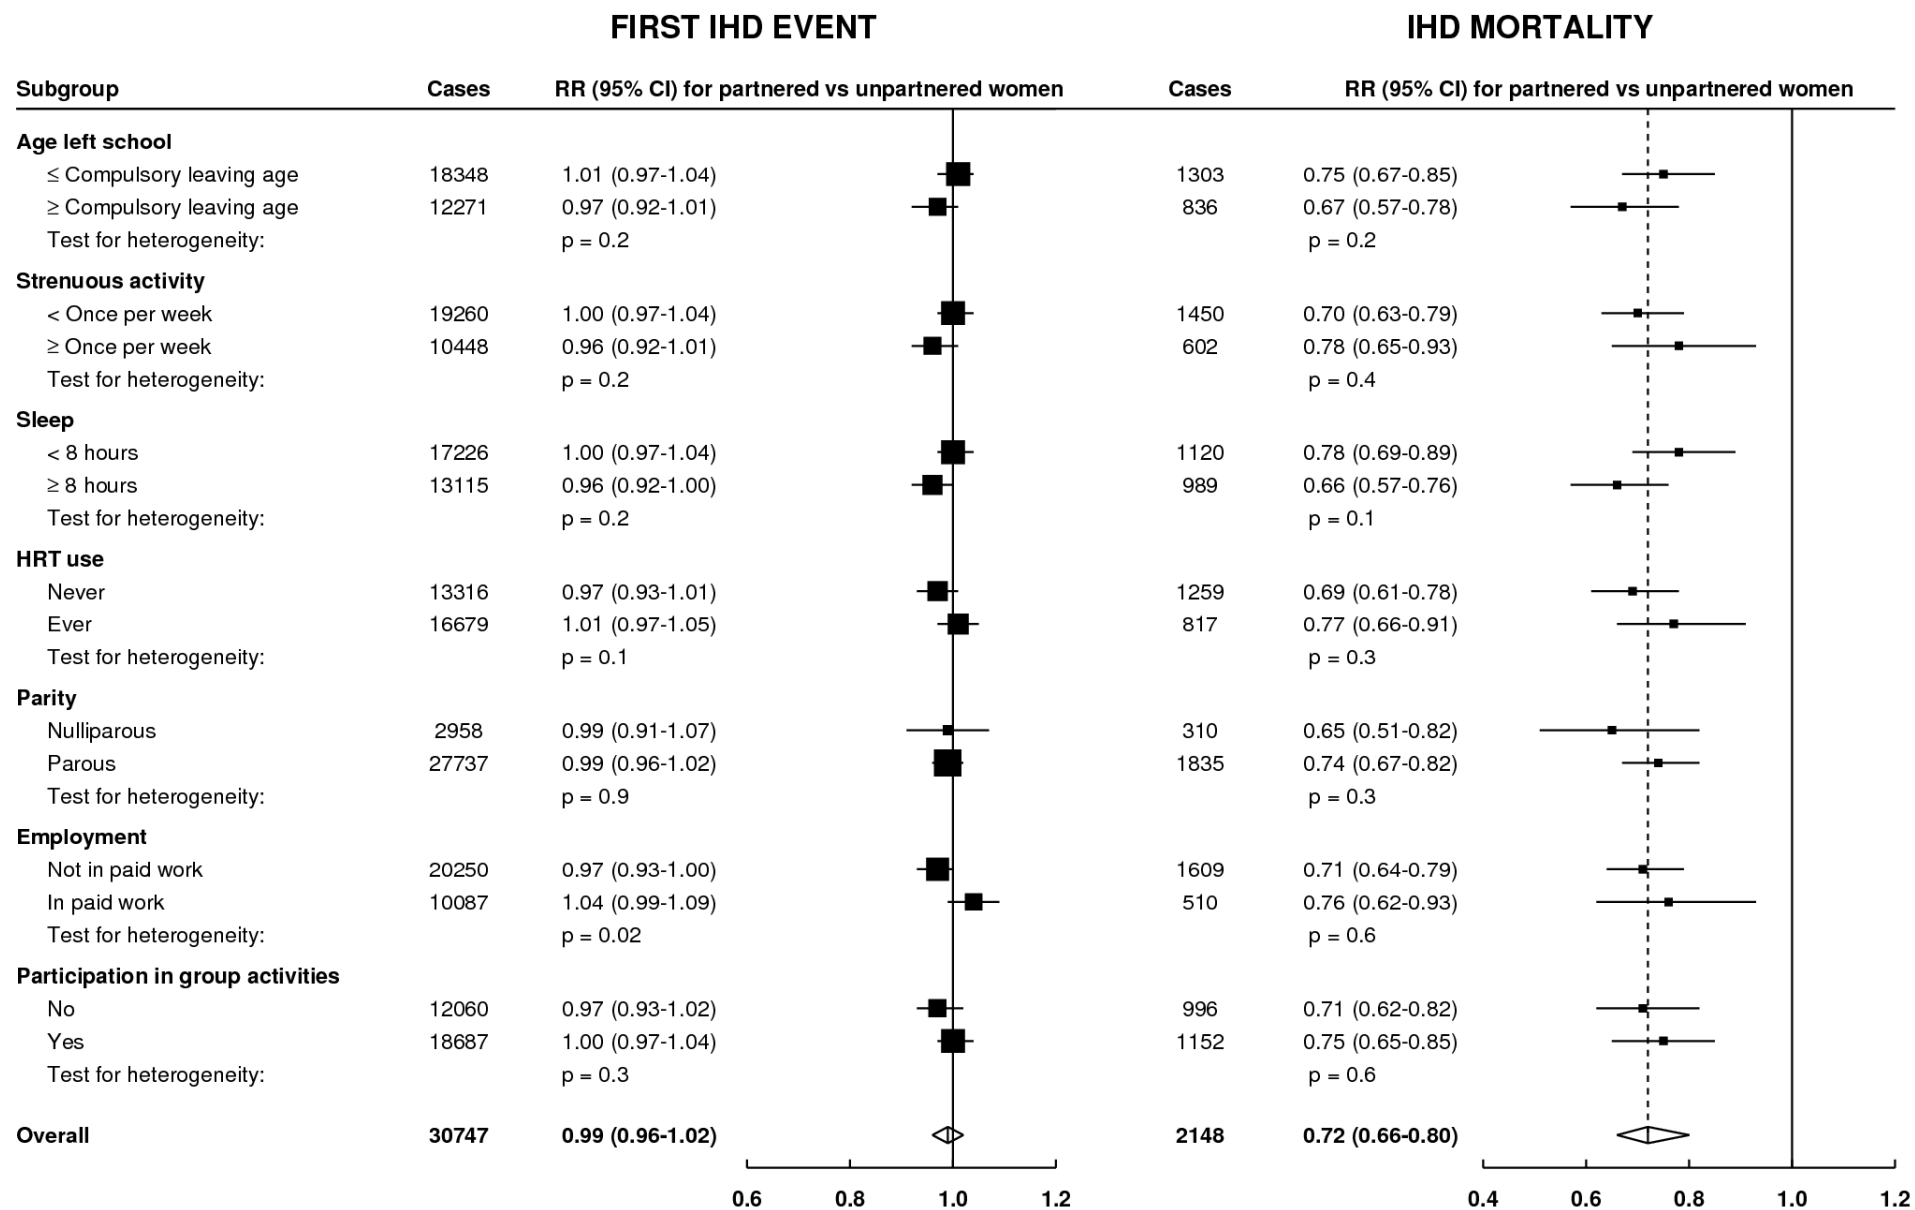 FIRST IHD EVENT IHD MORTALITY
Subgroup Cases RR (95% CI) for partnered vs unpartnered women Cases RR (95% CI) for partnered vs unpartnered women
Age left school
≤ Compulsory leaving age 18348 1.01 (0.97-1.04) 1303 0.75 (0.67-0.85)
≥ Compulsory leaving age 12271 0.97 (0.92-1.01) 836 0.67 (0.57-0.78)
Test for heterogeneity: p = 0.2 p = 0.2
Strenuous activity
< Once per week 19260 1.00 (0.97-1.04) 1450 0.70 (0.63-0.79)
≥ Once per week 10448 0.96 (0.92-1.01) 602 0.78 (0.65-0.93)
Test for heterogeneity: p = 0.2 p = 0.4
Sleep
< 8 hours 17226 1.00 (0.97-1.04) 1120 0.78 (0.69-0.89)
≥ 8 hours 13115 0.96 (0.92-1.00) 989 0.66 (0.57-0.76)
Test for heterogeneity: p = 0.2 p = 0.1
HRT use
Never 13316 0.97 (0.93-1.01) 1259 0.69 (0.61-0.78)
Ever 16679 1.01 (0.97-1.05) 817 0.77 (0.66-0.91)
Test for heterogeneity: p = 0.1 p = 0.3
Parity
Nulliparous 2958 0.99 (0.91-1.07) 310 0.65 (0.51-0.82)
Parous 27737 0.99 (0.96-1.02) 1835 0.74 (0.67-0.82)
Test for heterogeneity: p = 0.9 p = 0.3
Employment
Not in paid work 20250 0.97 (0.93-1.00) 1609 0.71 (0.64-0.79)
In paid work 10087 1.04 (0.99-1.09) 510 0.76 (0.62-0.93)
Test for heterogeneity: p = 0.02 p = 0.6
Participation in group activities
No 12060 0.97 (0.93-1.02) 996 0.71 (0.62-0.82)
Yes 18687 1.00 (0.97-1.04) 1152 0.75 (0.65-0.85)
Test for heterogeneity: p = 0.3 p = 0.6
Overall 30747 0.99 (0.96-1.02) 2148 0.72 (0.66-0.80)
0.6 0.8 1.0 1.2 0.4 0.6 0.8 1.0 1.2